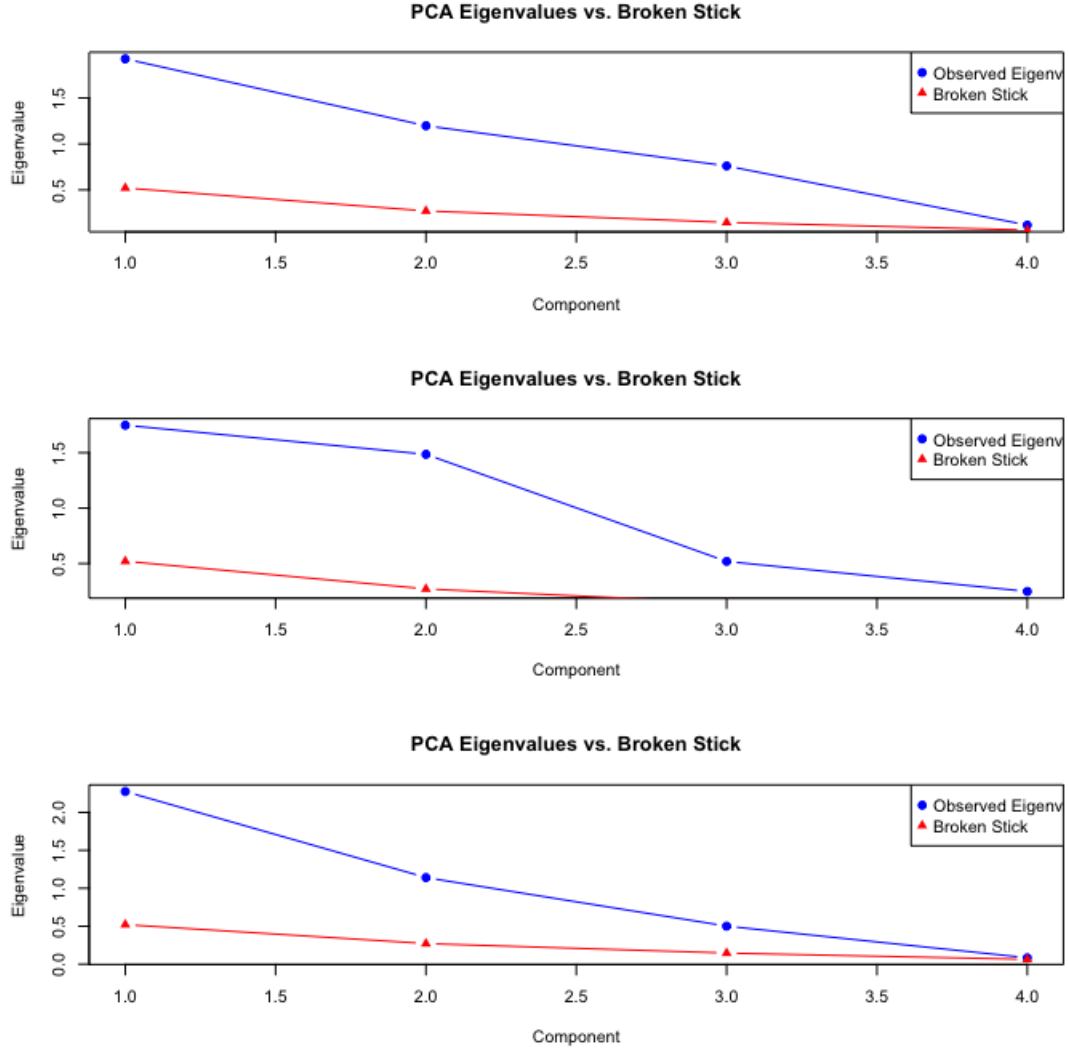 PCA Eigenvalues vs. Broken Stick
Observed Eigenv
Broken Stick
Eigenvalue
0.5 1.0 1.5
1.0 1.5 2.0 2.5 3.0 3.5 4.0
Component
PCA Eigenvalues vs. Broken Stick
Observed Eigenv
Broken Stick
Eigenvalue
0.5 1.0 1.5
1.0 1.5 2.0 2.5 3.0 3.5 4.0
Component
PCA Eigenvalues vs. Broken Stick
Observed Eigenv
Broken Stick
Eigenvalue
0.0 0.5 1.0 1.5 2.0
1.0 1.5 2.0 2.5 3.0 3.5 4.0
Component